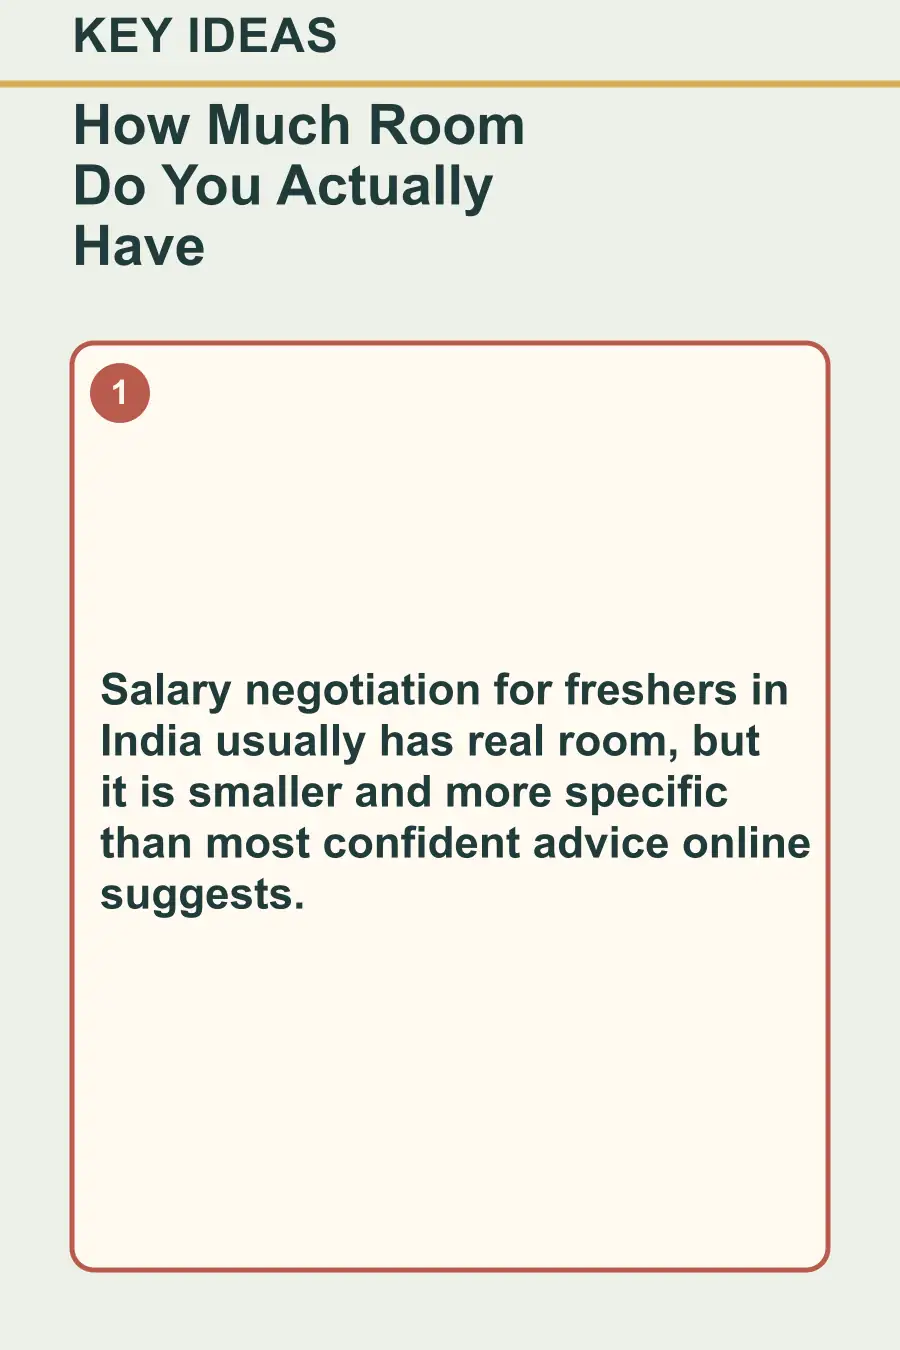 KEY IDEAS
How Much Room
Do You Actually
Have
1
Salary negotiation for freshers in
India usually has real room, but
it is smaller and more specific
than most confident advice online
suggests.